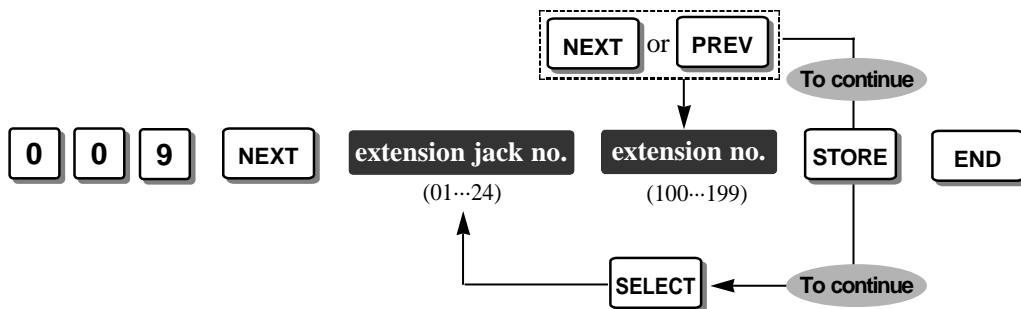 NEXT or PREV
To continue
0 0 9 NEXT extension jack no. extension no. STORE END
(01···24) (100···199)
SELECT To continue